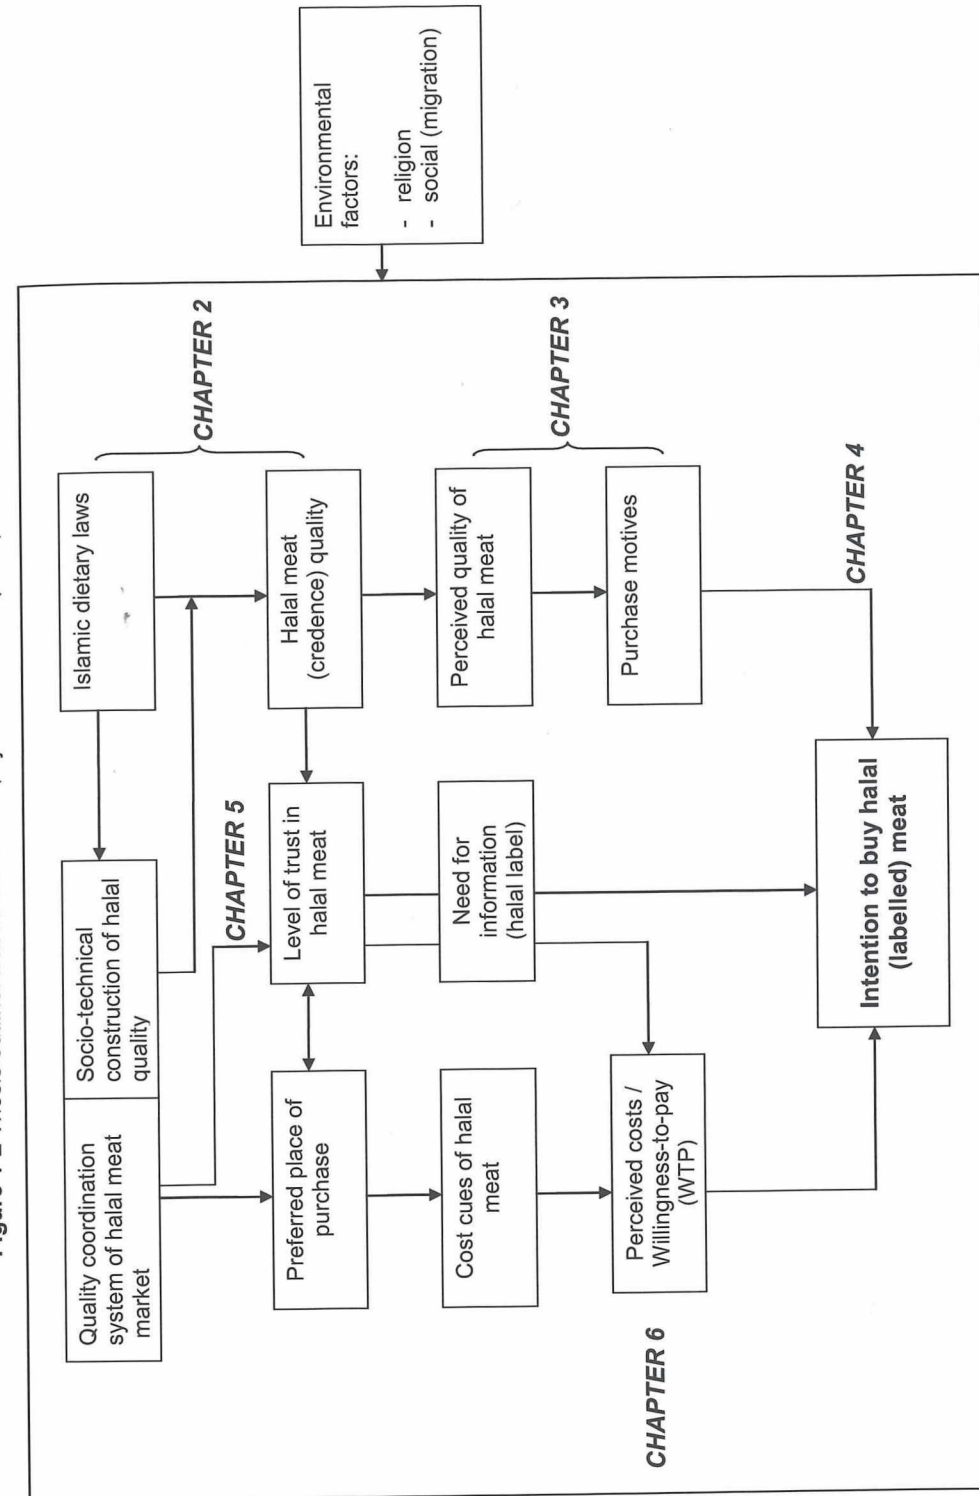 Quality coordination
system of halal meat
market
Socio-technical
construction of halal
quality
Islamic dietary laws
CHAPTER 2
Environmental
factors:
- religion
- social (migration)
CHAPTER 5
Preferred place of
purchase
Level of trust in
halal meat
Halal meat
(credence) quality
Cost cues of halal
meat
Need for
information
(halal label)
Perceived quality of
halal meat
CHAPTER 3
Perceived costs /
Willingness-to-pay
(WTP)
Purchase motives
CHAPTER 6
CHAPTER 4
Intention to buy halal
(labelled) meat